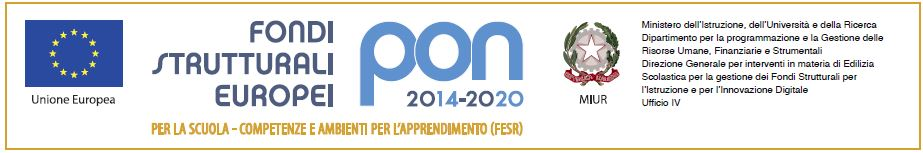 Unione Europea
FONDI
STRUTTURALI
EUROPEI
pon
2014-2020
PER LA SCUOLA - COMPETENZE E AMBIENTI PER L'APPRENDIMENTO (FESR)
MIUR
Ministero dell'Istruzione, dell'Università e della Ricerca
Dipartimento per la programmazione e la Gestione delle
Risorse Umane, Finanziarie e Strumentali
Direzione Generale per interventi in materia di Edilizia
Scolastica per la gestione dei Fondi Strutturali per
l'Istruzione e per l'Innovazione Digitale
Ufficio IV